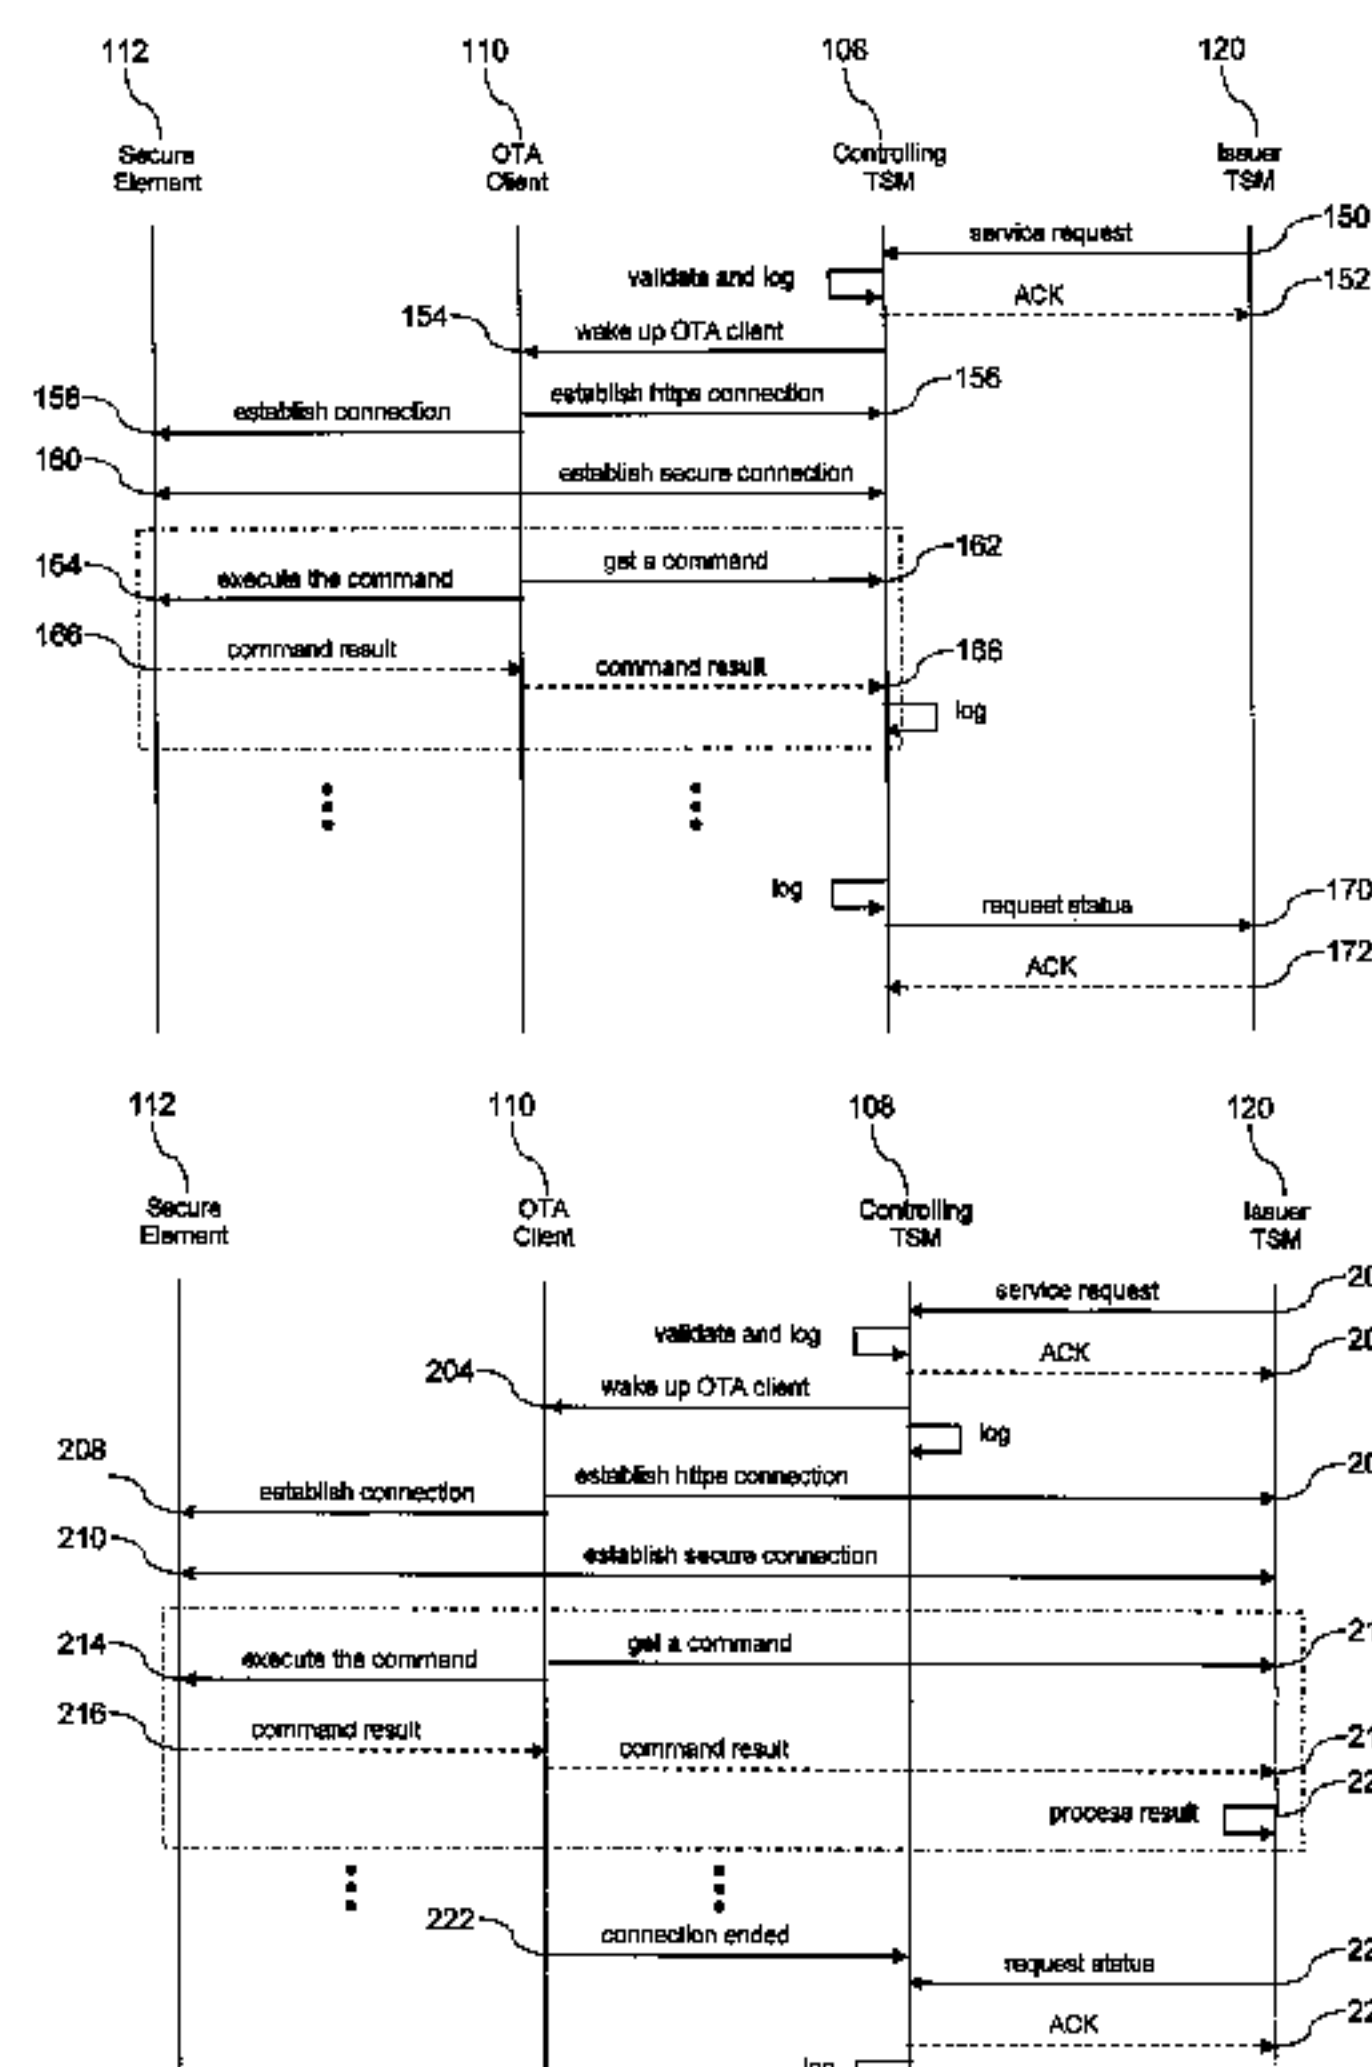 112
110
108
120
Secure
Element
OTA
Client
Controlling
TSM
Issuer
TSM
service request
150
validate and log
ACK
152
154
wake up OTA client
establish https connection
156
158
establish connection
160
establish secure connection
get a command
162
164
execute the command
166
command result
command result
168
log
log
request status
170
ACK
172
112
110
108
120
Secure
Element
OTA
Client
Controlling
TSM
Issuer
TSM
service request
validate and log
ACK
204
wake up OTA client
log
208
establish https connection
establish connection
210
establish secure connection
214
get a command
execute the command
216
command result
command result
process result
222
connection ended
request status
ACK